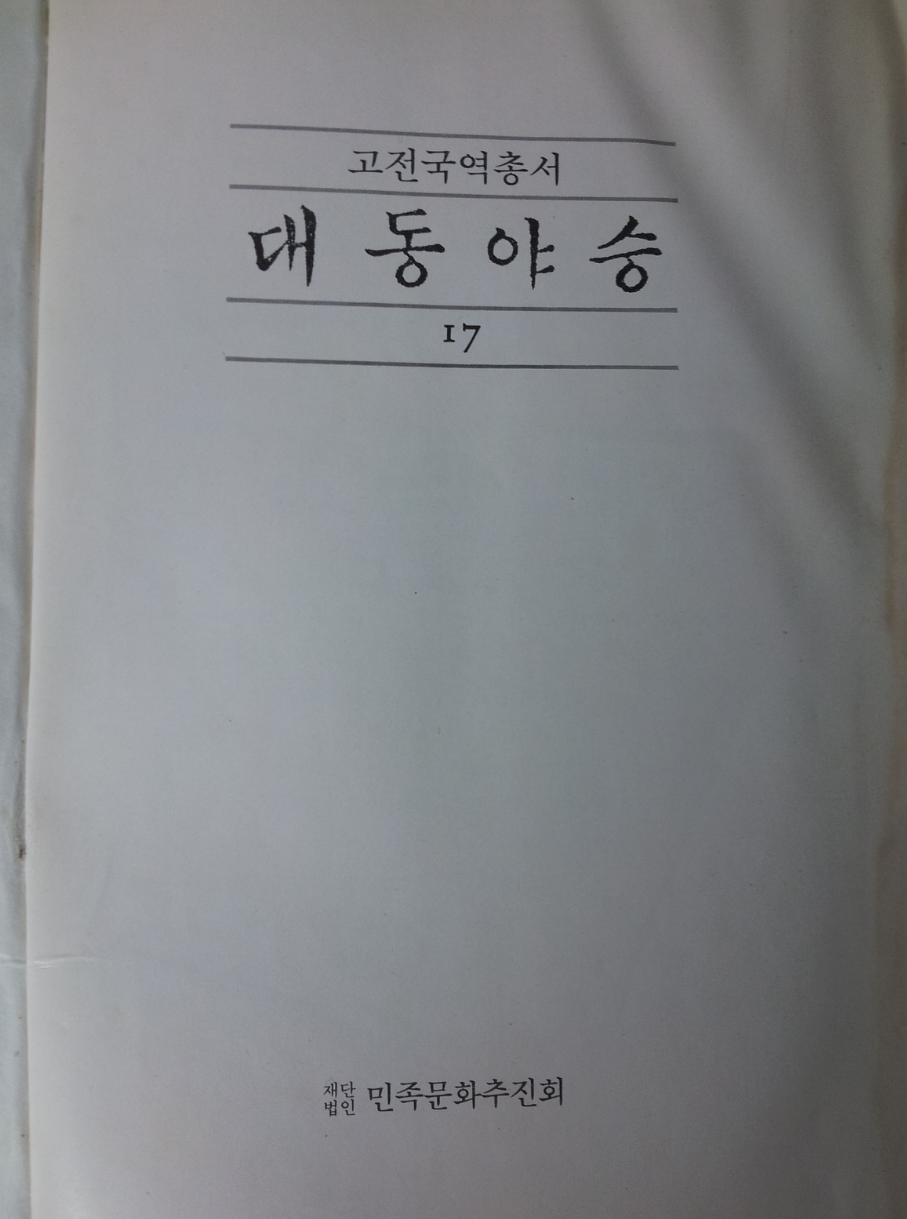 고전국역총서
대동야승
17
재단
법인 민족문화추진회